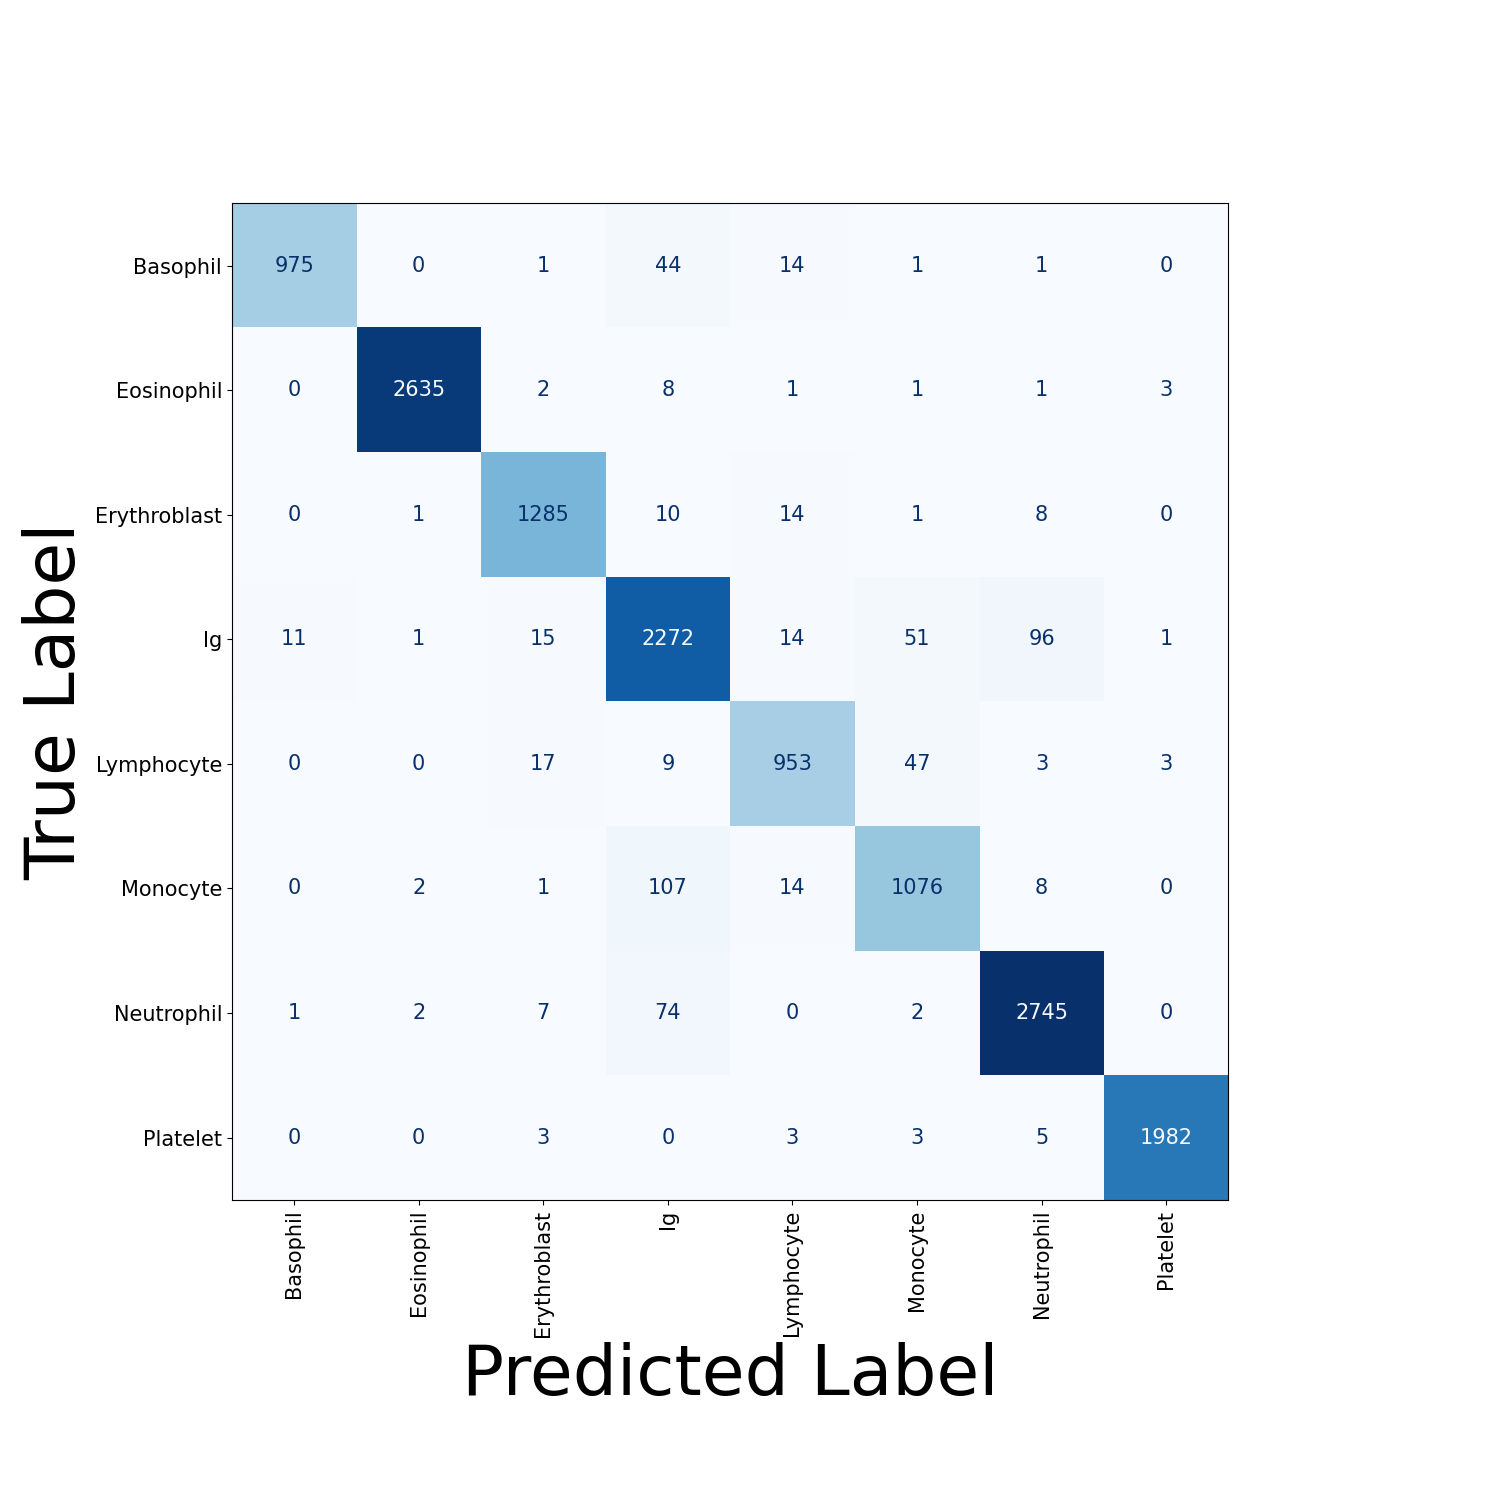 Basophil 975 0 1 44 14 1 1 0
Eosinophil 0 2635 2 8 1 1 1 3
Erythroblast 0 1 1285 10 14 1 8 0
Ig 11 1 15 2272 14 51 96 1
Lymphocyte 0 0 17 9 953 47 3 3
Monocyte 0 2 1 107 14 1076 8 0
Neutrophil 1 2 7 74 0 2 2745 0
Platelet 0 0 3 0 3 3 5 1982
True Label
Basophil Eosinophil Erythroblast Ig Lymphocyte Monocyte Neutrophil Platelet
Predicted Label